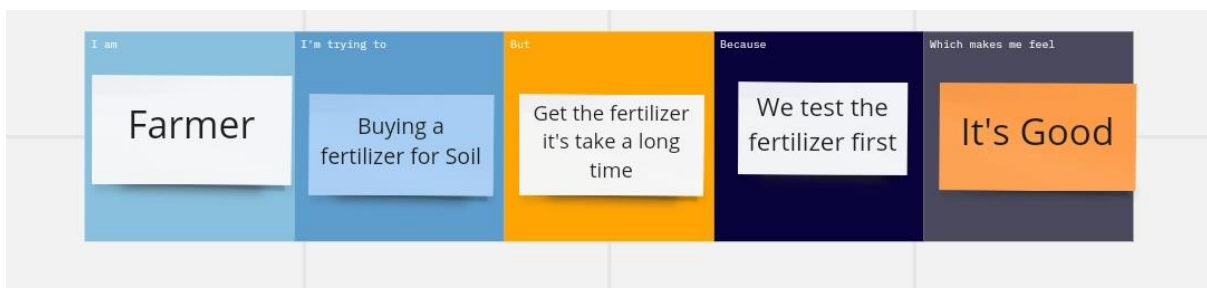 I am
Farmer
I'm trying to
Buying a
fertilizer for Soil
But
Get the fertilizer
it's take a long
time
Because
We test the
fertilizer first
Which makes me feel
It's Good